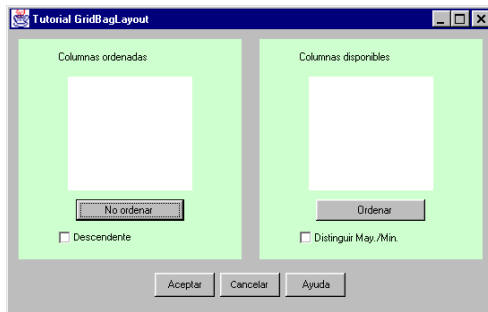 Tutorial GridBagLayout
Columnas ordenadas
Columnas disponibles
No ordenar
Ordenar
Descendente
Distinguir May./Min.
Aceptar Cancelar Ayuda